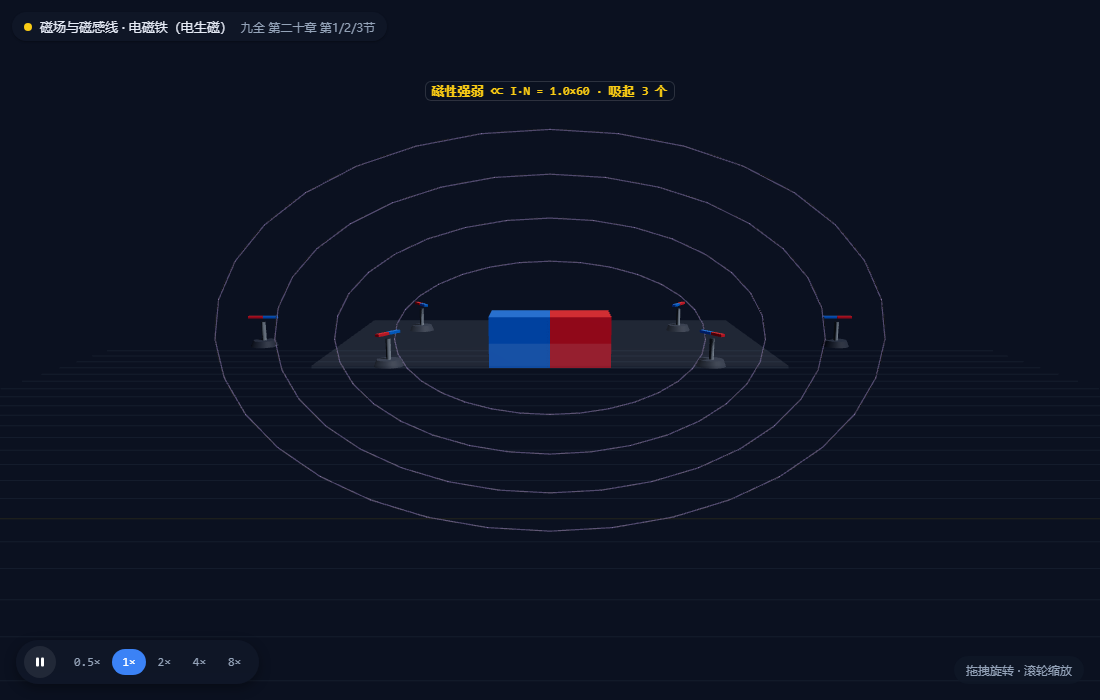 磁场与磁感线 · 电磁铁（电生磁） 九全 第二十章 第1/2/3节
磁性强弱 ∝ I·N = 1.0×60 · 吸起 3 个
0.5× 1× 2× 4× 8×
拖拽旋转 · 滚轮缩放